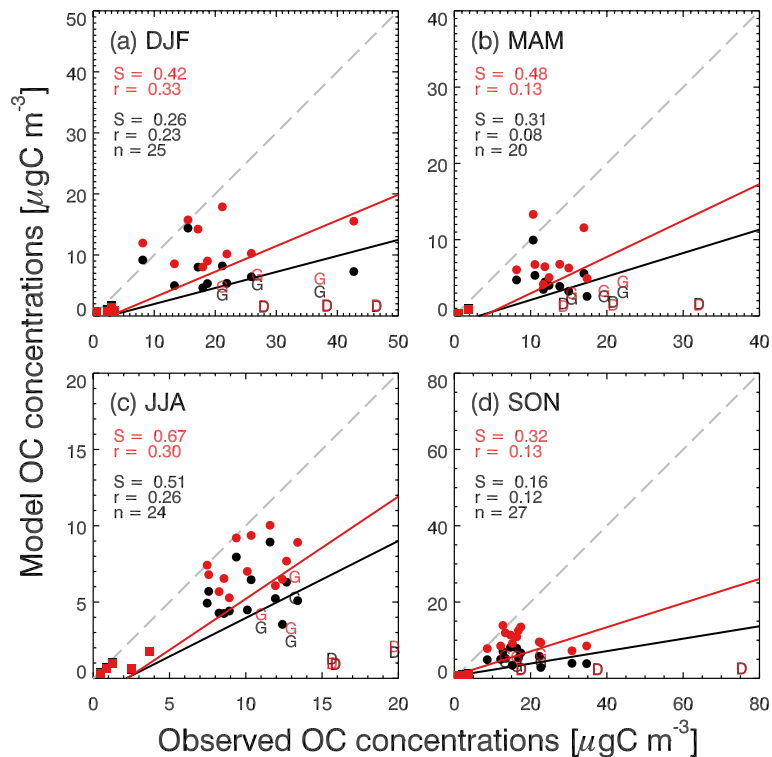 Model OC concentrations [μgC m⁻³]
(a) DJF
S = 0.42
r = 0.33
S = 0.26
r = 0.23
n = 25
50
40
30
20
10
0
0 10 20 30 40 50
G G G G G G
D D D
(b) MAM
S = 0.48
r = 0.13
S = 0.31
r = 0.08
n = 20
40
30
20
10
0
0 10 20 30 40
G G G G G G
D D D
(c) JJA
S = 0.67
r = 0.30
S = 0.51
r = 0.26
n = 24
20
15
10
5
0
0 5 10 15 20
G G G G G G
D D D D
(d) SON
S = 0.32
r = 0.13
S = 0.16
r = 0.12
n = 27
80
60
40
20
0
0 20 40 60 80
D D D
Observed OC concentrations [μgC m⁻³]